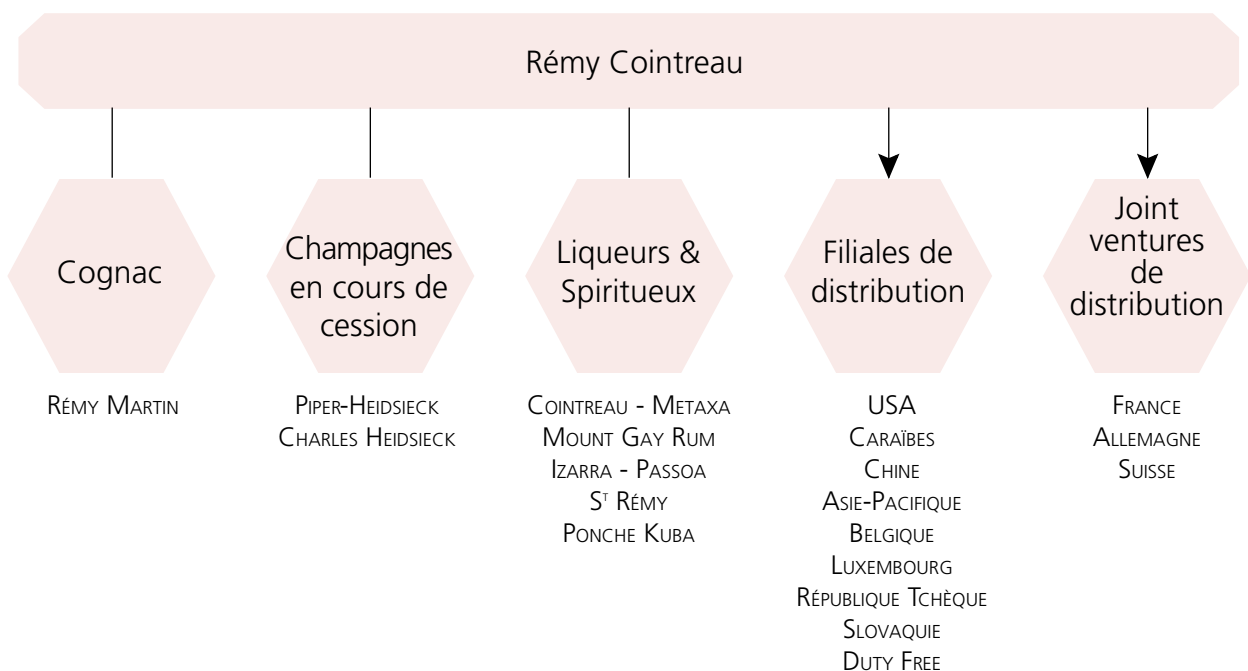 Rémy Cointreau
Cognac
RÉMY MARTIN
Champagnes
en cours de
cession
PIPER-HEIDSIECK
CHARLES HEIDSIECK
Liqueurs &
Spiritueux
COINTREAU - METAXA
MOUNT GAY RUM
IZARRA - PASSOA
ST RÉMY
PONCHE KUBA
Filiales de
distribution
USA
CARAÏBES
CHINE
ASIE-PACIFIQUE
BELGIQUE
LUXEMBOURG
RÉPUBLIQUE TCHÈQUE
SLOVAQUIE
DUTY FREE
Joint
ventures
de
distribution
FRANCE
ALLEMAGNE
SUISSE